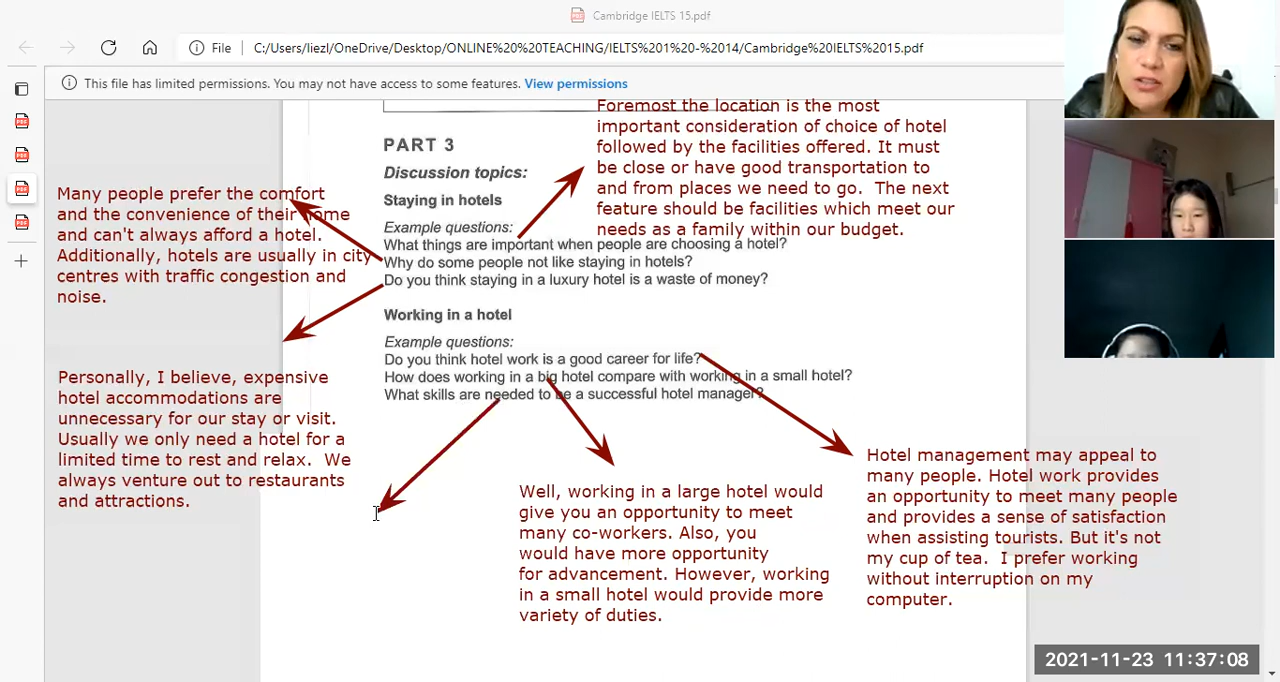 Cambridge IELTS 15.pdf
File
C:/Users/liezl/OneDrive/Desktop/ONLINE%20%20TEACHING/IELTS%201%20-%2014/Cambridge%20IELTS%2015.pdf
This file has limited permissions. You may not have access to some features. View permissions
Foremost the location is the most
important consideration of choice of hotel
followed by the facilities offered. It must
be close or have good transportation to
and from places we need to go. The next
feature should be facilities which meet our
needs as a family within our budget.
PART 3
Discussion topics:
Staying in hotels
Example questions:
What things are important when people are choosing a hotel?
Why do some people not like staying in hotels?
Do you think staying in a luxury hotel is a waste of money?
Many people prefer the comfort
and the convenience of their home
and can't always afford a hotel.
Additionally, hotels are usually in city
centres with traffic congestion and
noise.
Working in a hotel
Example questions:
Do you think hotel work is a good career for life?
How does working in a big hotel compare with working in a small hotel?
What skills are needed to be a successful hotel manager?
Personally, I believe, expensive
hotel accommodations are
unnecessary for our stay or visit.
Usually we only need a hotel for a
limited time to rest and relax. We
always venture out to restaurants
and attractions.
Well, working in a large hotel would
give you an opportunity to meet
many co-workers. Also, you
would have more opportunity
for advancement. However, working
in a small hotel would provide more
variety of duties.
Hotel management may appeal to
many people. Hotel work provides
an opportunity to meet many people
and provides a sense of satisfaction
when assisting tourists. But it's not
my cup of tea. I prefer working
without interruption on my
computer.
2021-11-23 11:37:08